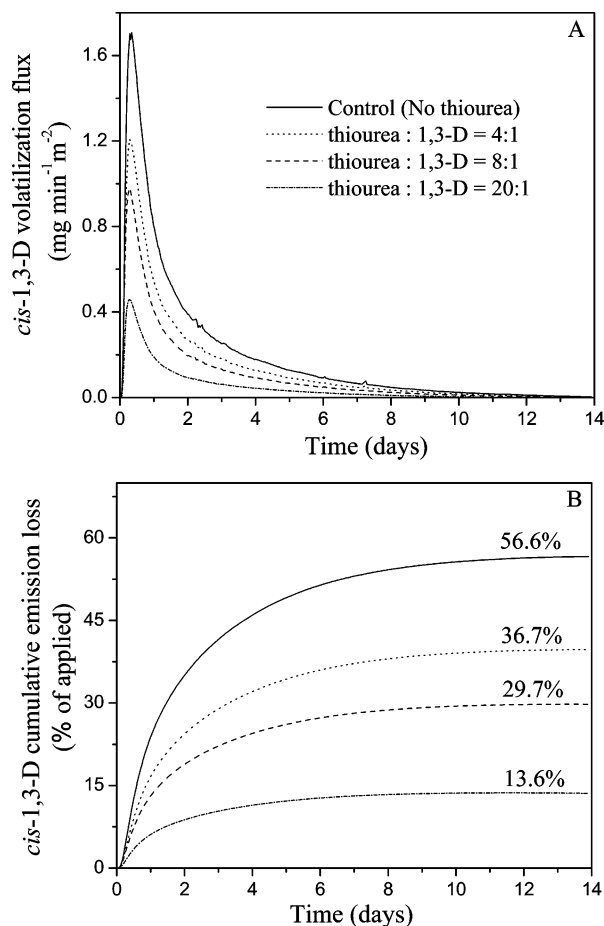 A
cis-1,3-D volatilization flux
(mg min⁻¹m⁻²)
1.6
1.2
0.8
0.4
0.0
Control (No thiourea)
thiourea : 1,3-D = 4:1
thiourea : 1,3-D = 8:1
thiourea : 1,3-D = 20:1
0 2 4 6 8 10 12 14
Time (days)
B
cis-1,3-D cumulative emission loss
(% of applied)
60
45
30
15
0
56.6%
36.7%
29.7%
13.6%
0 2 4 6 8 10 12 14
Time (days)